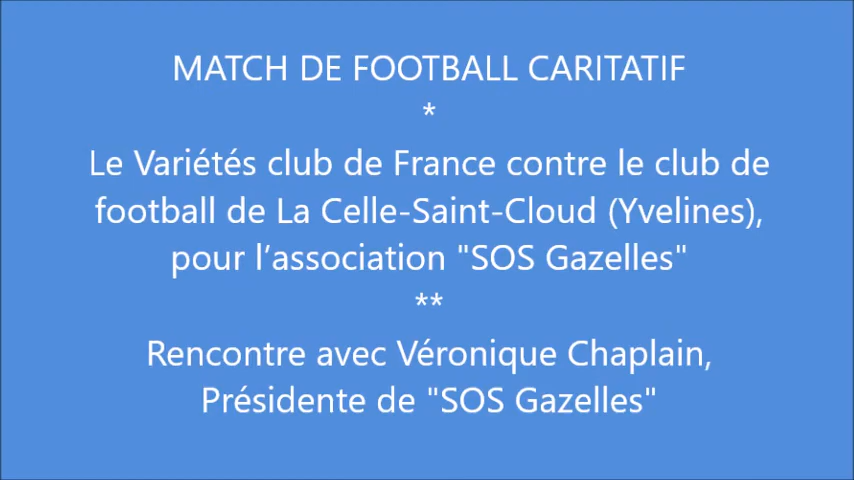 MATCH DE FOOTBALL CARITATIF
*
Le Variétés club de France contre le club de
football de La Celle-Saint-Cloud (Yvelines),
pour l’association "SOS Gazelles"
**
Rencontre avec Véronique Chaplain,
Présidente de "SOS Gazelles"